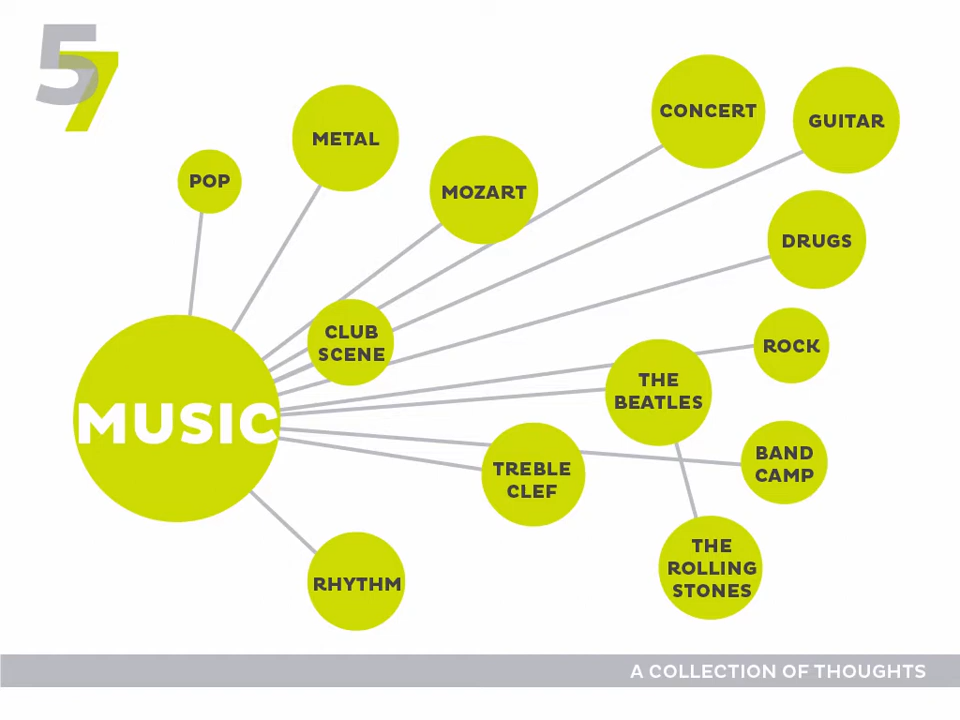 57
CONCERT
GUITAR
METAL
POP
MOZART
DRUGS
CLUB
SCENE
ROCK
THE
BEATLES
MUSIC
BAND
CAMP
TREBLE
CLEF
THE
ROLLING
STONES
RHYTHM
A COLLECTION OF THOUGHTS